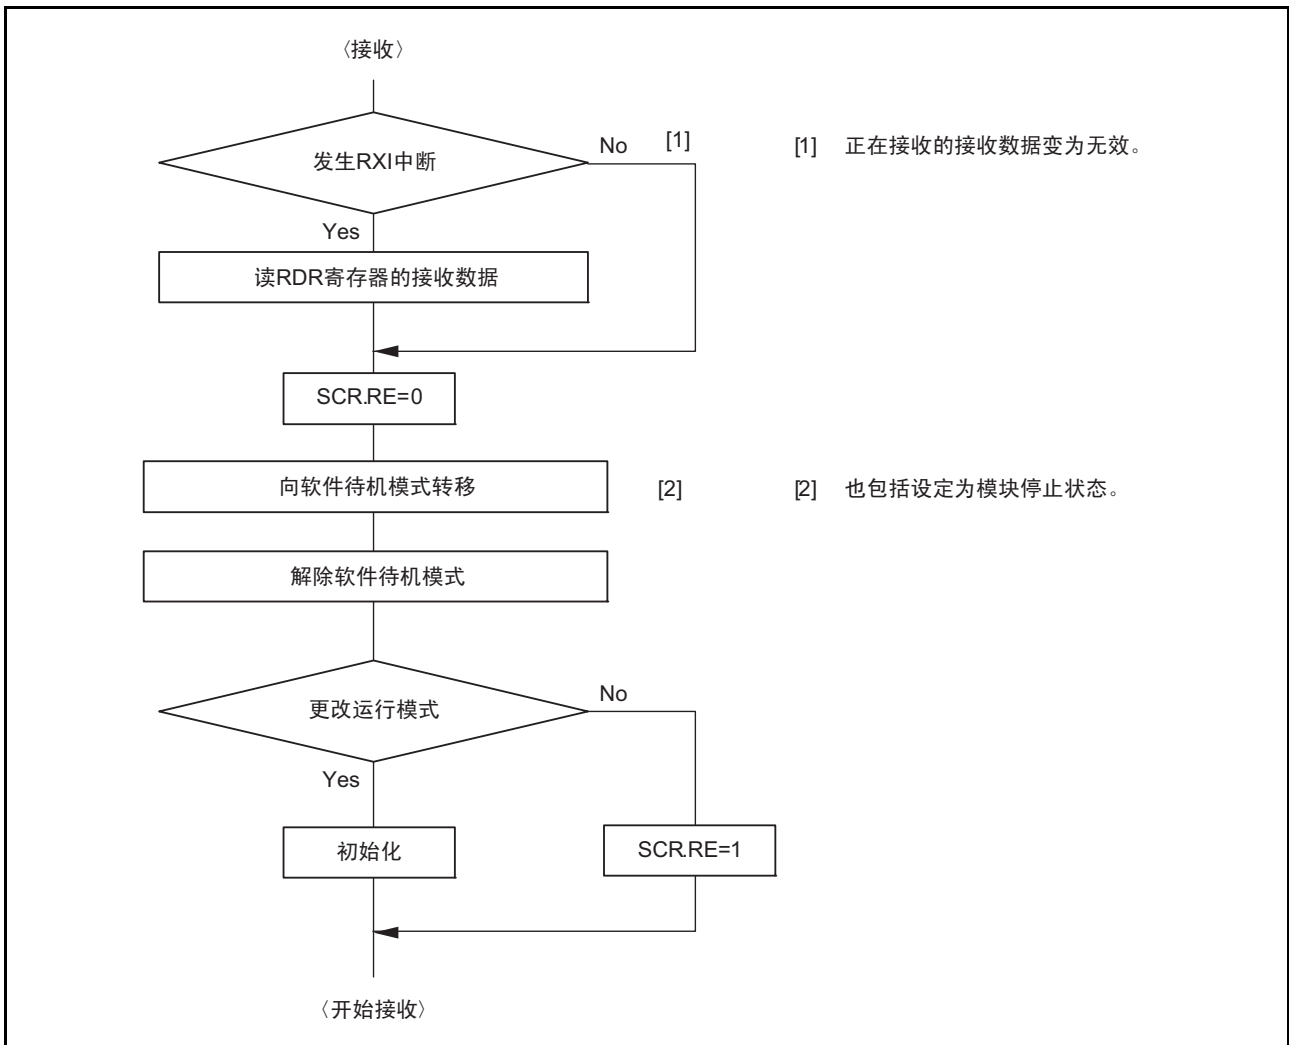 〈接收〉
发生RXI中断
No
[1]
[1] 正在接收的接收数据变为无效。
Yes
读RDR寄存器的接收数据
SCR.RE=0
向软件待机模式转移
[2]
[2] 也包括设定为模块停止状态。
解除软件待机模式
更改运行模式
No
Yes
初始化
SCR.RE=1
〈开始接收〉